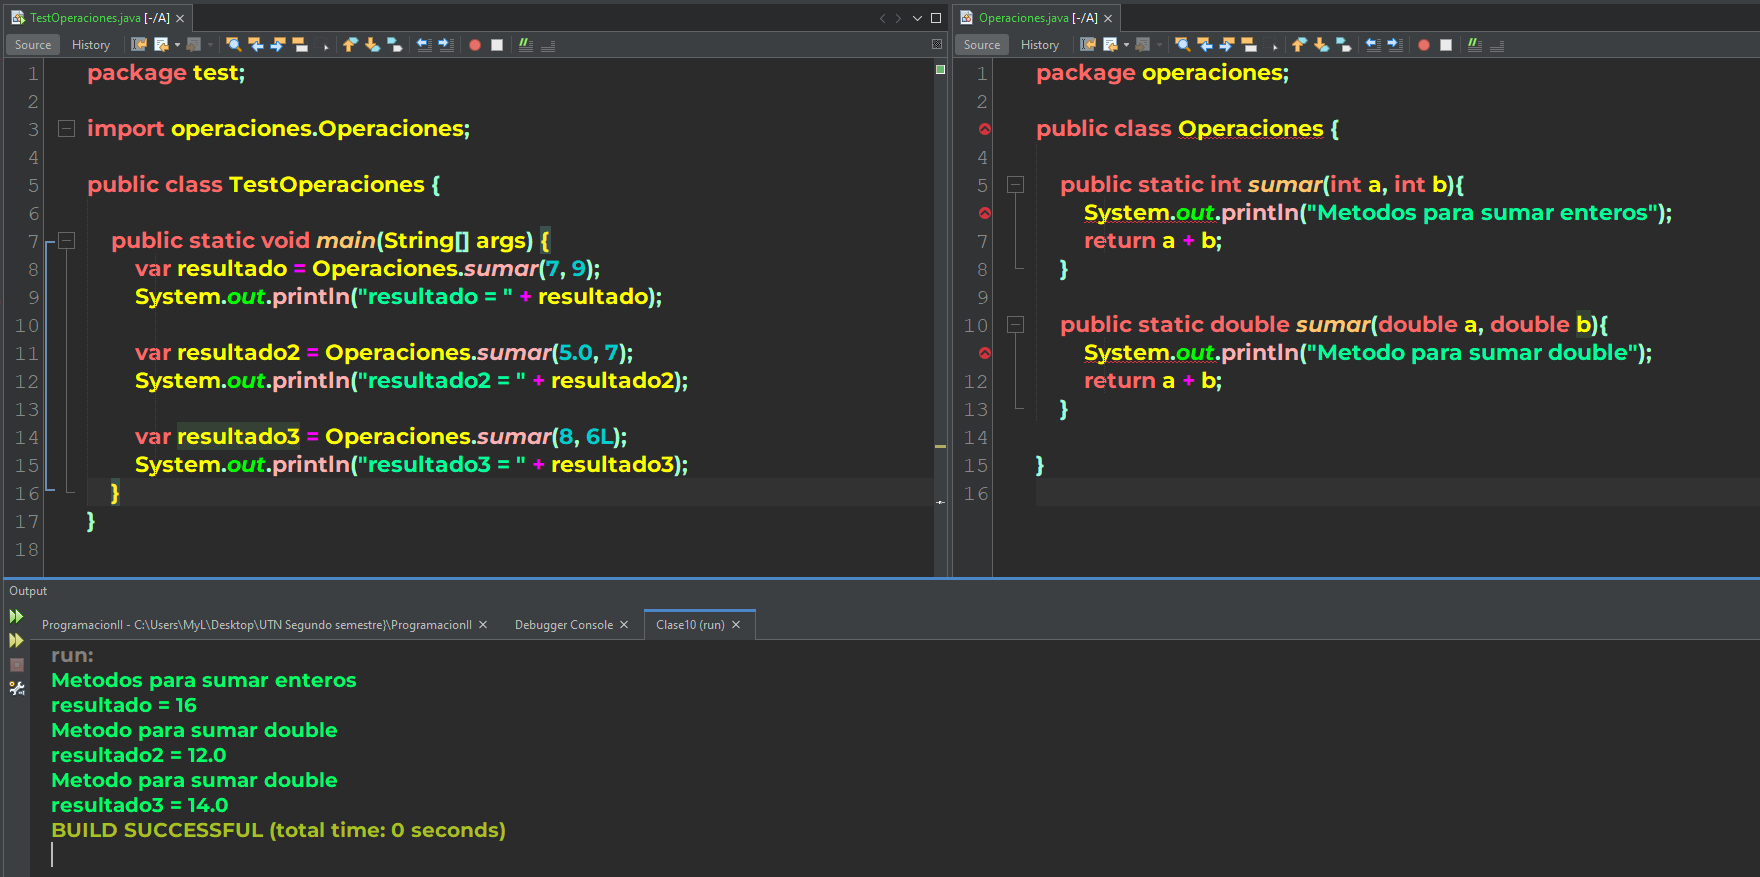 TestOperaciones.java [-/A]
Source History
1 package test;
2
3 import operaciones.Operaciones;
4
5 public class TestOperaciones {
6
7 public static void main(String[] args) {
8 var resultado = Operaciones.sumar(7, 9);
9 System.out.println("resultado = " + resultado);
10
11 var resultado2 = Operaciones.sumar(5.0, 7);
12 System.out.println("resultado2 = " + resultado2);
13
14 var resultado3 = Operaciones.sumar(8, 6L);
15 System.out.println("resultado3 = " + resultado3);
16 }
17 }
18
Operaciones.java [-/A]
Source History
1 package operaciones;
2
public class Operaciones {
4
5 public static int sumar(int a, int b){
System.out.println("Metodos para sumar enteros");
7 return a + b;
8 }
9
10 public static double sumar(double a, double b){
System.out.println("Metodo para sumar double");
12 return a + b;
13 }
14
15 }
16
Output
ProgramacionII - C:\Users\MyL\Desktop\UTN Segundo semestre}\ProgramacionII Debugger Console Clase10 (run)
run:
Metodos para sumar enteros
resultado = 16
Metodo para sumar double
resultado2 = 12.0
Metodo para sumar double
resultado3 = 14.0
BUILD SUCCESSFUL (total time: 0 seconds)